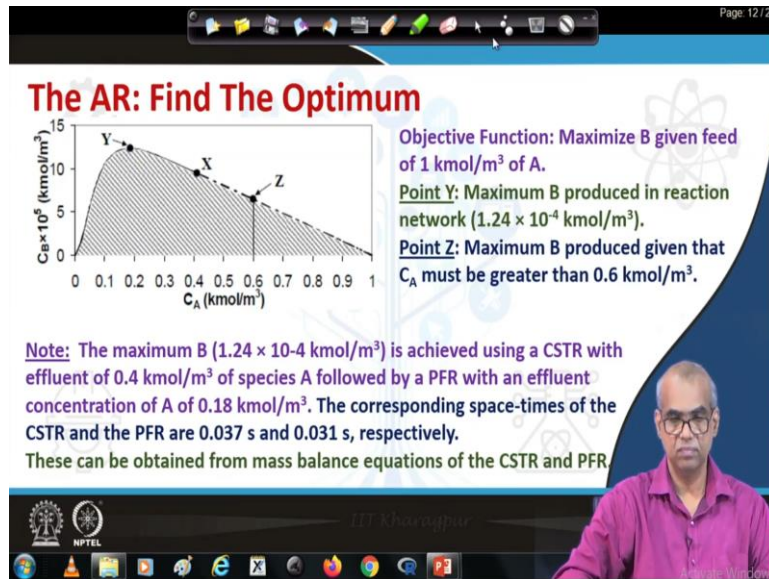 Page: 12/2
The AR: Find The Optimum
15
10
5
0
C_B×10⁵ (kmol/m³)
Y
X
Z
0 0.1 0.2 0.3 0.4 0.5 0.6 0.7 0.8 0.9 1
C_A (kmol/m³)
Objective Function: Maximize B given feed
of 1 kmol/m³ of A.
Point Y: Maximum B produced in reaction
network (1.24 × 10⁻⁴ kmol/m³).
Point Z: Maximum B produced given that
C_A must be greater than 0.6 kmol/m³.
Note: The maximum B (1.24 × 10-4 kmol/m³) is achieved using a CSTR with
effluent of 0.4 kmol/m³ of species A followed by a PFR with an effluent
concentration of A of 0.18 kmol/m³. The corresponding space-times of the
CSTR and the PFR are 0.037 s and 0.031 s, respectively.
These can be obtained from mass balance equations of the CSTR and PFR.
IIT Kharagpur
NPTEL
Activate Window